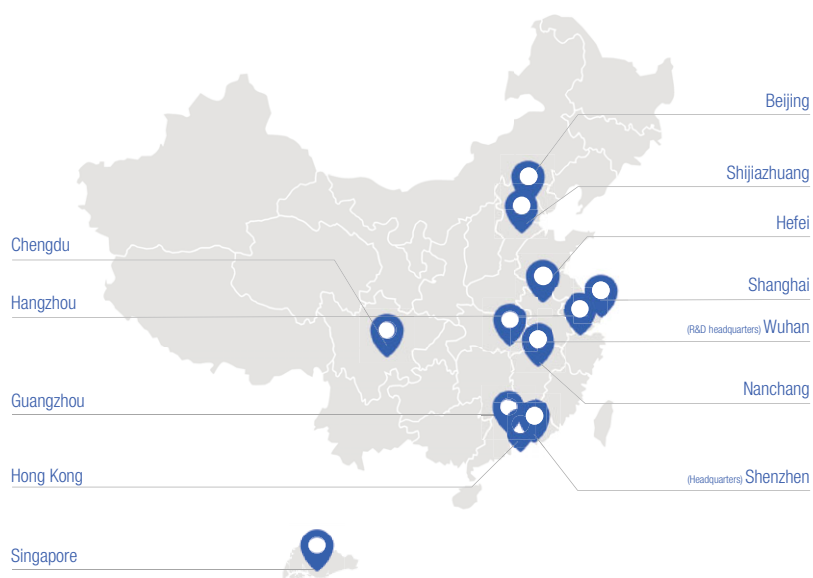 Beijing
Shijiazhuang
Hefei
Chengdu
Shanghai
Hangzhou
(R&D headquarters) Wuhan
Nanchang
Guangzhou
Hong Kong
(Headquarters) Shenzhen
Singapore